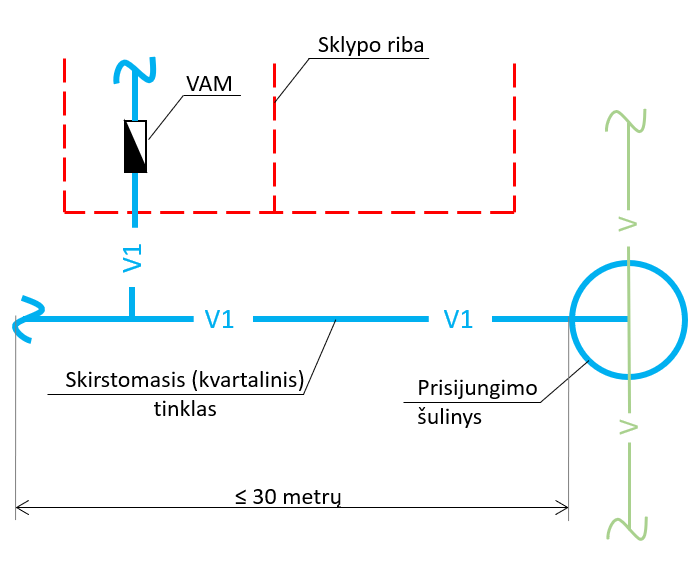 Sklypo riba
VAM
V
V1
V1
V1
Skirstomasis (kvartalinis)
tinklas
Prisijungimo
šulinys
V
≤ 30 metrų